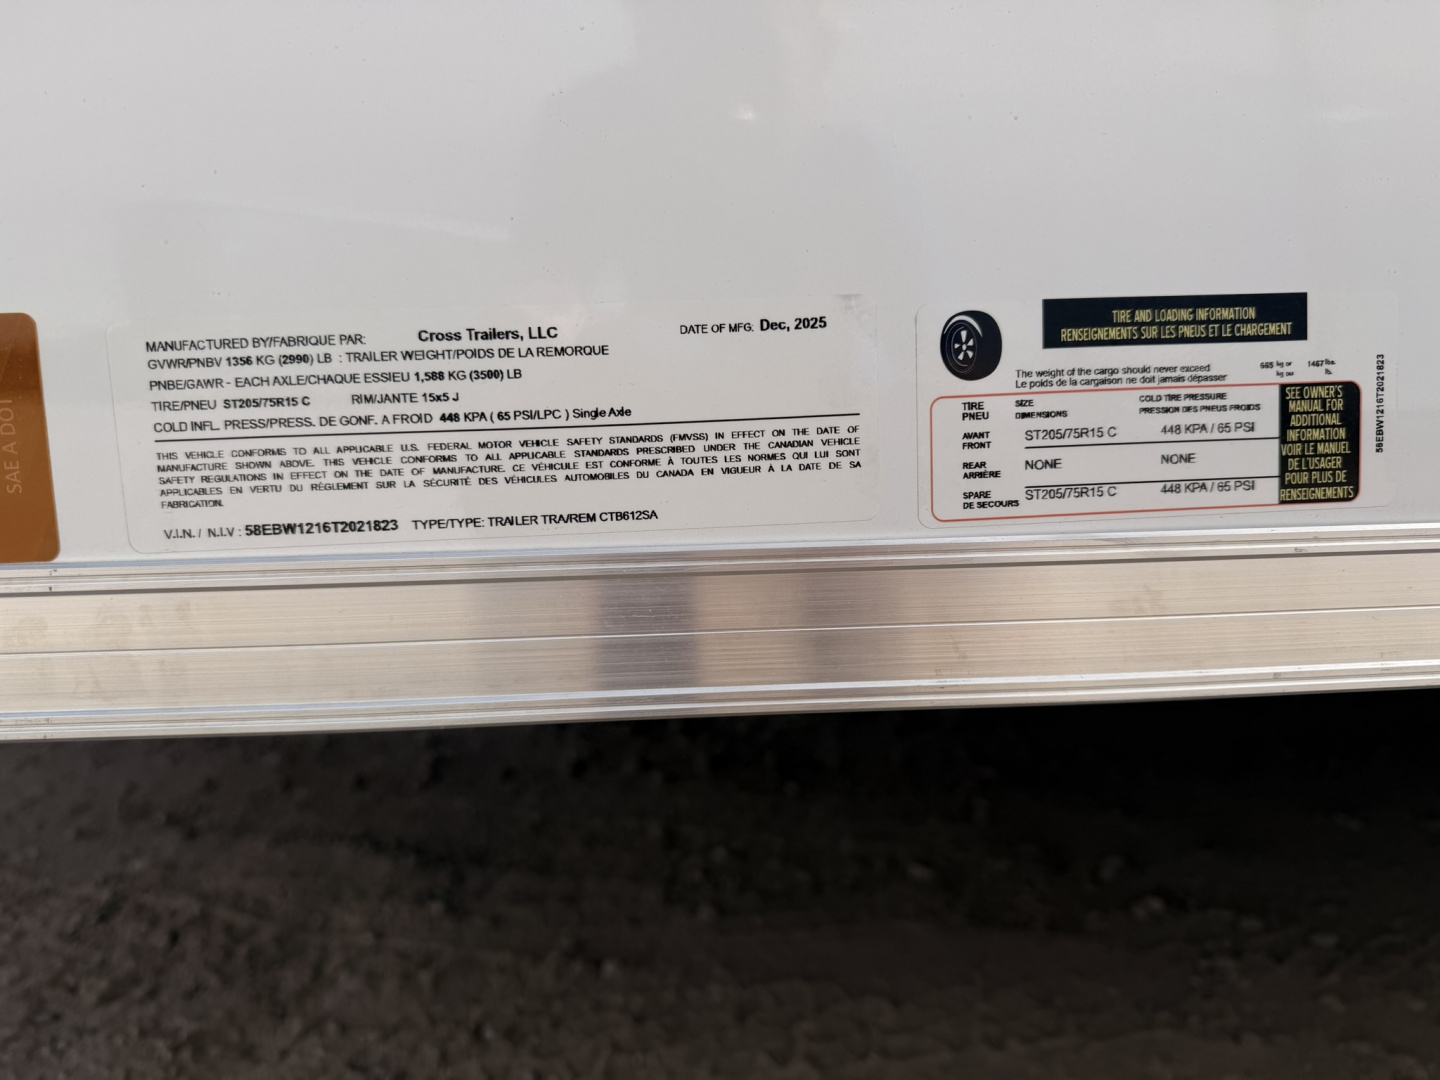 SAE A DOT
MANUFACTURED BY/FABRIQUE PAR: Cross Trailers, LLC DATE OF MFG: Dec, 2025
GVWR/PNBV 1356 KG (2990) LB : TRAILER WEIGHT/POIDS DE LA REMORQUE
PNBE/GAWR - EACH AXLE/CHAQUE ESSIEU 1,588 KG (3500) LB
TIRE/PNEU ST205/75R15 C RIM/JANTE 15x5 J
COLD INFL. PRESS/PRESS. DE GONF. A FROID 448 KPA ( 65 PSI/LPC ) Single Axle
THIS VEHICLE CONFORMS TO ALL APPLICABLE U.S. FEDERAL MOTOR VEHICLE SAFETY STANDARDS (FMVSS) IN EFFECT ON THE DATE OF
MANUFACTURE SHOWN ABOVE. THIS VEHICLE CONFORMS TO ALL APPLICABLE STANDARDS PRESCRIBED UNDER THE CANADIAN VEHICLE
SAFETY REGULATIONS IN EFFECT ON THE DATE OF MANUFACTURE. CE VÉHICULE EST CONFORME À TOUTES LES NORMES QUI LUI SONT
APPLICABLES EN VERTU DU RÈGLEMENT SUR LA SÉCURITÉ DES VÉHICULES AUTOMOBILES DU CANADA EN VIGUEUR À LA DATE DE SA
FABRICATION.
V.I.N. / N.I.V : 58EBW1216T2021823 TYPE/TYPE: TRAILER TRA/REM CTB612SA
TIRE AND LOADING INFORMATION
RENSEIGNEMENTS SUR LES PNEUS ET LE CHARGEMENT
The weight of the cargo should never exceed 665 kg or 1467 lbs.
Le poids de la cargaison ne doit jamais dépasser kg ou lb.
TIRE SIZE COLD TIRE PRESSURE
PNEU DIMENSIONS PRESSION DES PNEUS FROIDS
AVANT ST205/75R15 C 448 KPA / 65 PSI
FRONT
REAR NONE NONE
ARRIÈRE
SPARE ST205/75R15 C 448 KPA / 65 PSI
DE SECOURS
SEE OWNER'S
MANUAL FOR
ADDITIONAL
INFORMATION
VOIR LE MANUEL
DE L'USAGER
POUR PLUS DE
RENSEIGNEMENTS
58EBW1216T2021823